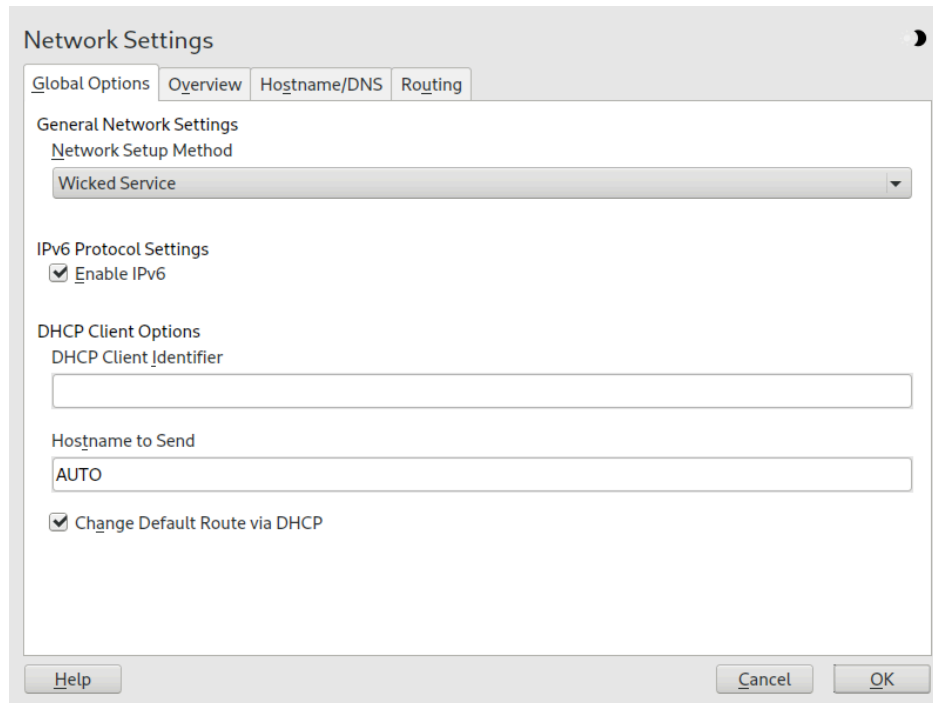 Network Settings
Global Options Overview Hostname/DNS Routing
General Network Settings
Network Setup Method
Wicked Service
IPv6 Protocol Settings
Enable IPv6
DHCP Client Options
DHCP Client Identifier
Hostname to Send
AUTO
Change Default Route via DHCP
Help Cancel OK